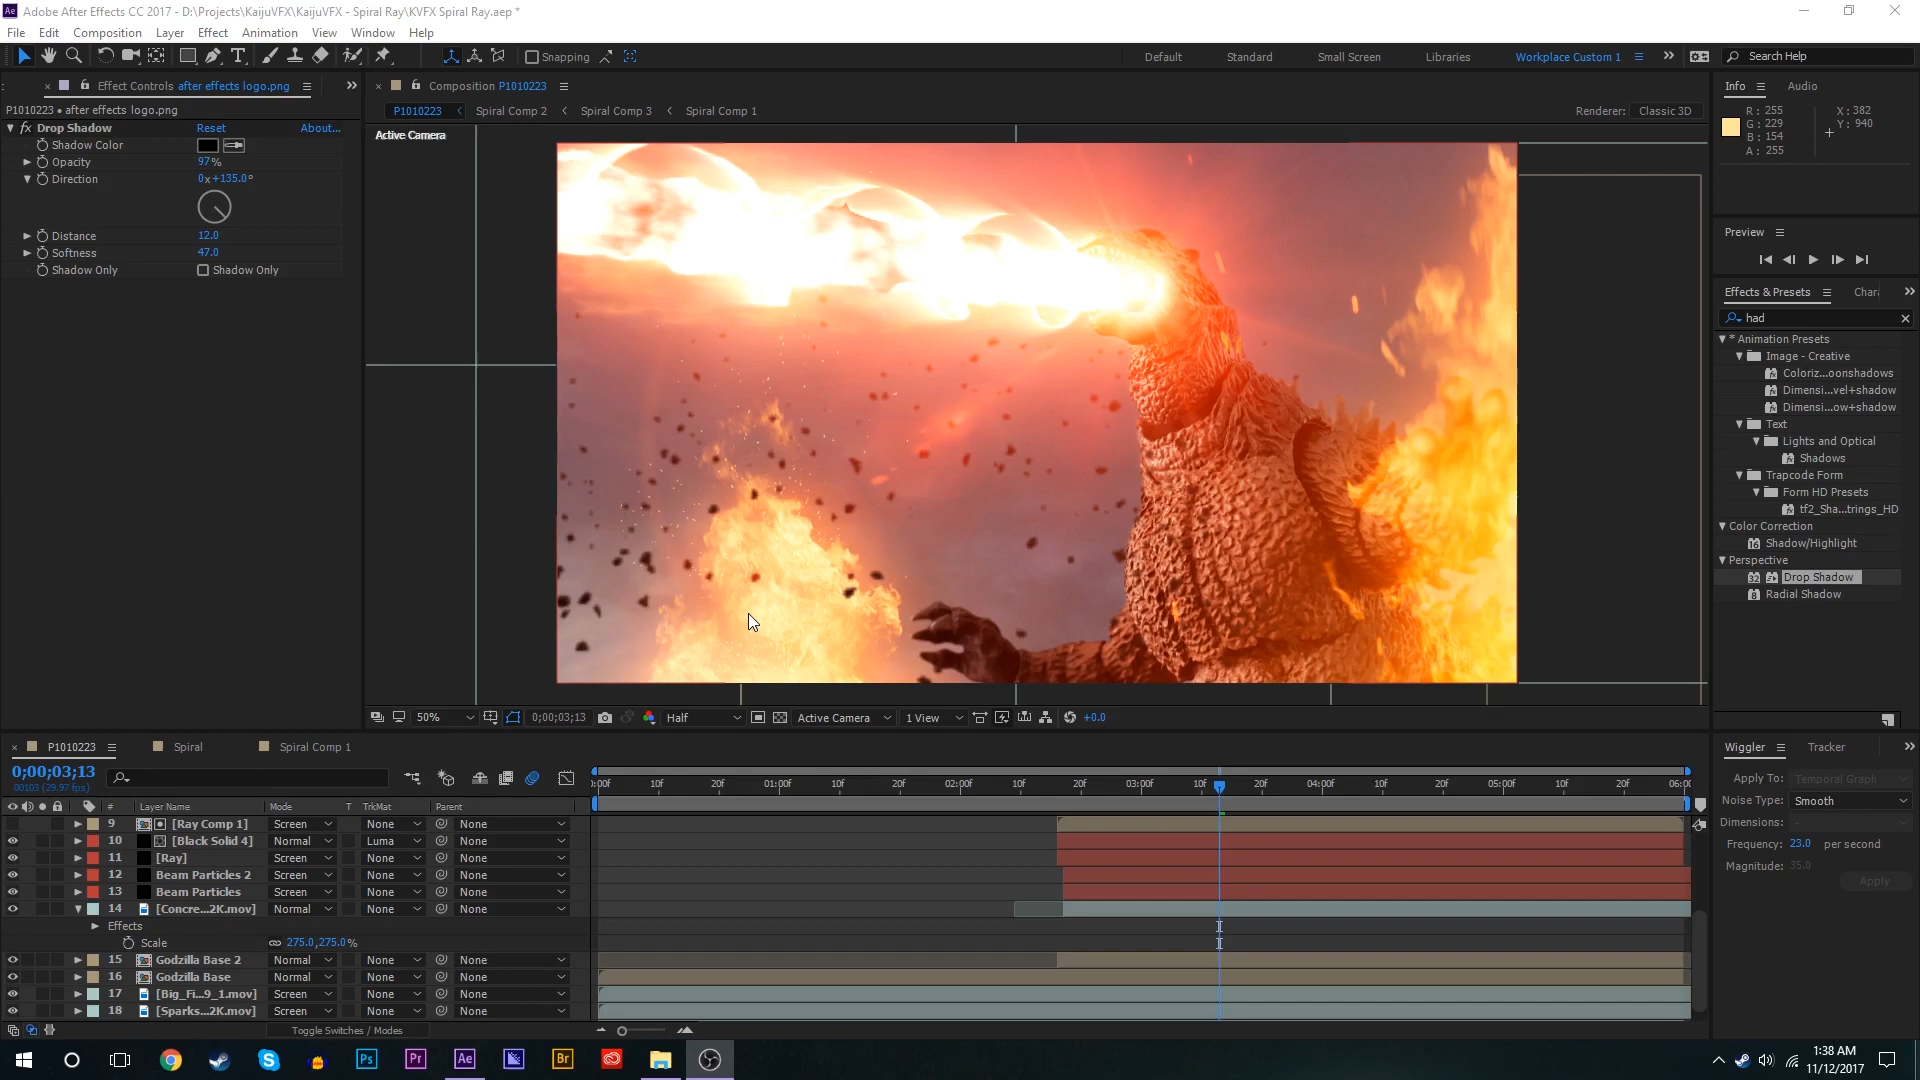 Adobe After Effects CC 2017 - D:\Projects\KaijuVFX\KaijuVFX - Spiral Ray\KVFX Spiral Ray.aep *
File Edit Composition Layer Effect Animation View Window Help
Snapping Default Standard Small Screen Libraries Workplace Custom 1 Search Help
Effect Controls after effects logo.png
Composition P1010223
Info Audio
P1010223 • after effects logo.png
P1010223 Spiral Comp 2 Spiral Comp 3 Spiral Comp 1 Renderer: Classic 3D
R: 255 X: 382
G: 229 Y: 940
B: 154
A: 255
fx Drop Shadow Reset About...
Active Camera
Shadow Color
Opacity 97%
Direction 0x+135.0°
Distance 12.0
Softness 47.0
Shadow Only Shadow Only
Preview
Effects & Presets Char
had
* Animation Presets
Image - Creative
Coloriz...oonshadows
Dimensi...vel+shadow
Dimensi...ow+shadow
Text
Lights and Optical
Shadows
Trapcode Form
Form HD Presets
tf2_Sha...trings_HD
Color Correction
Shadow/Highlight
Perspective
Drop Shadow
Radial Shadow
50% 0;00;03;13 Half Active Camera 1 View +0.0
P1010223 Spiral Spiral Comp 1
Wiggler Tracker
0;00;03;13
00103 (29.97 fps)
):00f 10f 20f 01:00f 10f 20f 02:00f 10f 20f 03:00f 10f 20f 04:00f 10f 20f 05:00f 10f 20f 06:00
Apply To: Temporal Graph
Noise Type: Smooth
Dimensions: -
Frequency: 23.0 per second
Magnitude: 35.0
Apply
# Layer Name Mode T TrkMat Parent
9 [Ray Comp 1] Screen None None
10 [Black Solid 4] Normal Luma None
11 [Ray] Screen None None
12 Beam Particles 2 Screen None None
13 Beam Particles Screen None None
14 [Concre...2K.mov] Normal None None
Effects
Scale 275.0,275.0%
15 Godzilla Base 2 Normal None None
16 Godzilla Base Normal None None
17 [Big_Fi...9_1.mov] Screen None None
18 [Sparks...2K.mov] Screen None None
Toggle Switches / Modes
Ps Pr Ae Br
1:38 AM
11/12/2017